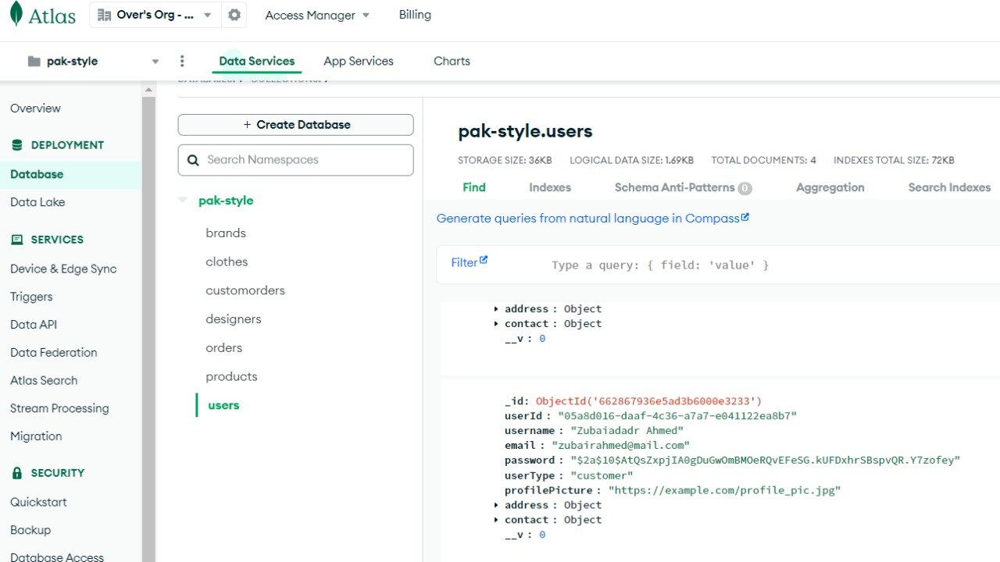 Atlas
Over's Org - ...
Access Manager
Billing
pak-style
Data Services
App Services
Charts
Overview
DEPLOYMENT
Database
Data Lake
SERVICES
Device & Edge Sync
Triggers
Data API
Data Federation
Atlas Search
Stream Processing
Migration
SECURITY
Quickstart
Backup
Database Access
+ Create Database
Search Namespaces
pak-style
brands
clothes
customorders
designers
orders
products
users
pak-style.users
STORAGE SIZE: 36KB LOGICAL DATA SIZE: 1.69KB TOTAL DOCUMENTS: 4 INDEXES TOTAL SIZE: 72KB
Find Indexes Schema Anti-Patterns 0 Aggregation Search Indexes
Generate queries from natural language in Compass
Filter
Type a query: { field: 'value' }
address : Object
contact : Object
__v : 0
_id: ObjectId('662867936e5ad3b6000e3233')
userId : "05a8d016-daaf-4c36-a7a7-e041122ea8b7"
username : "Zubaiadadr Ahmed"
email : "zubairahmed@mail.com"
password : "$2a$10$AtQsZxpjIA0gDuGwOmBMOeRQvEFeSG.kUFDxhrSBspvQR.Y7zofey"
userType : "customer"
profilePicture : "https://example.com/profile_pic.jpg"
address : Object
contact : Object
__v : 0